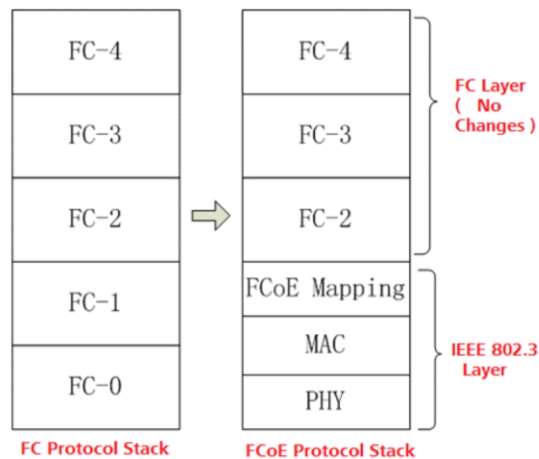 FC-4
FC-3
FC-2
FC-1
FC-0
FC Protocol Stack
FC-4
FC-3
FC-2
FCoE Mapping
MAC
PHY
FCoE Protocol Stack
FC Layer
( No
Changes )
IEEE 802.3
Layer